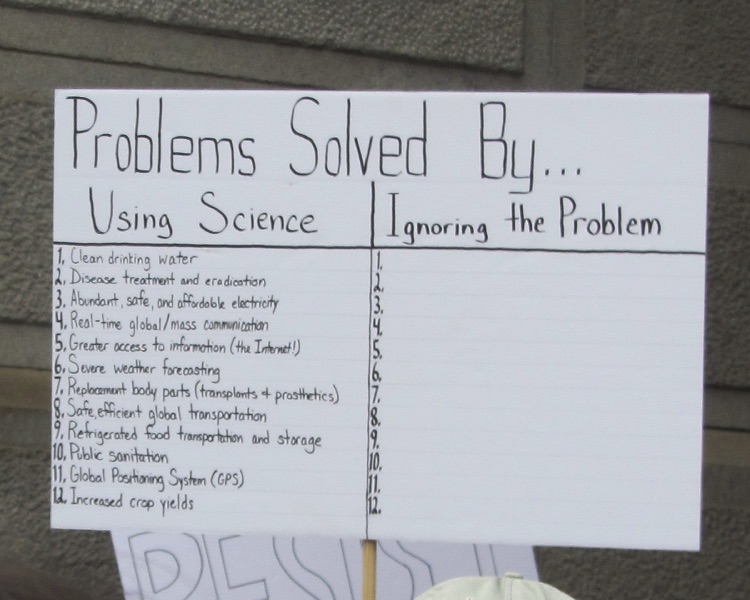 Problems Solved By...
Using Science
Ignoring the Problem
1. Clean drinking water
2. Disease treatment and eradication
3. Abundant, safe, and affordable electricity
4. Real-time global/mass communication
5. Greater access to information (the Internet!)
6. Severe weather forecasting
7. Replacement body parts (transplants & prosthetics)
8. Safe, efficient global transportation
9. Refrigerated food transportation and storage
10. Public sanitation
11. Global Positioning System (GPS)
12. Increased crop yields
1.
2.
3.
4.
5.
6.
7.
8.
9.
10.
11.
12.
RESIST